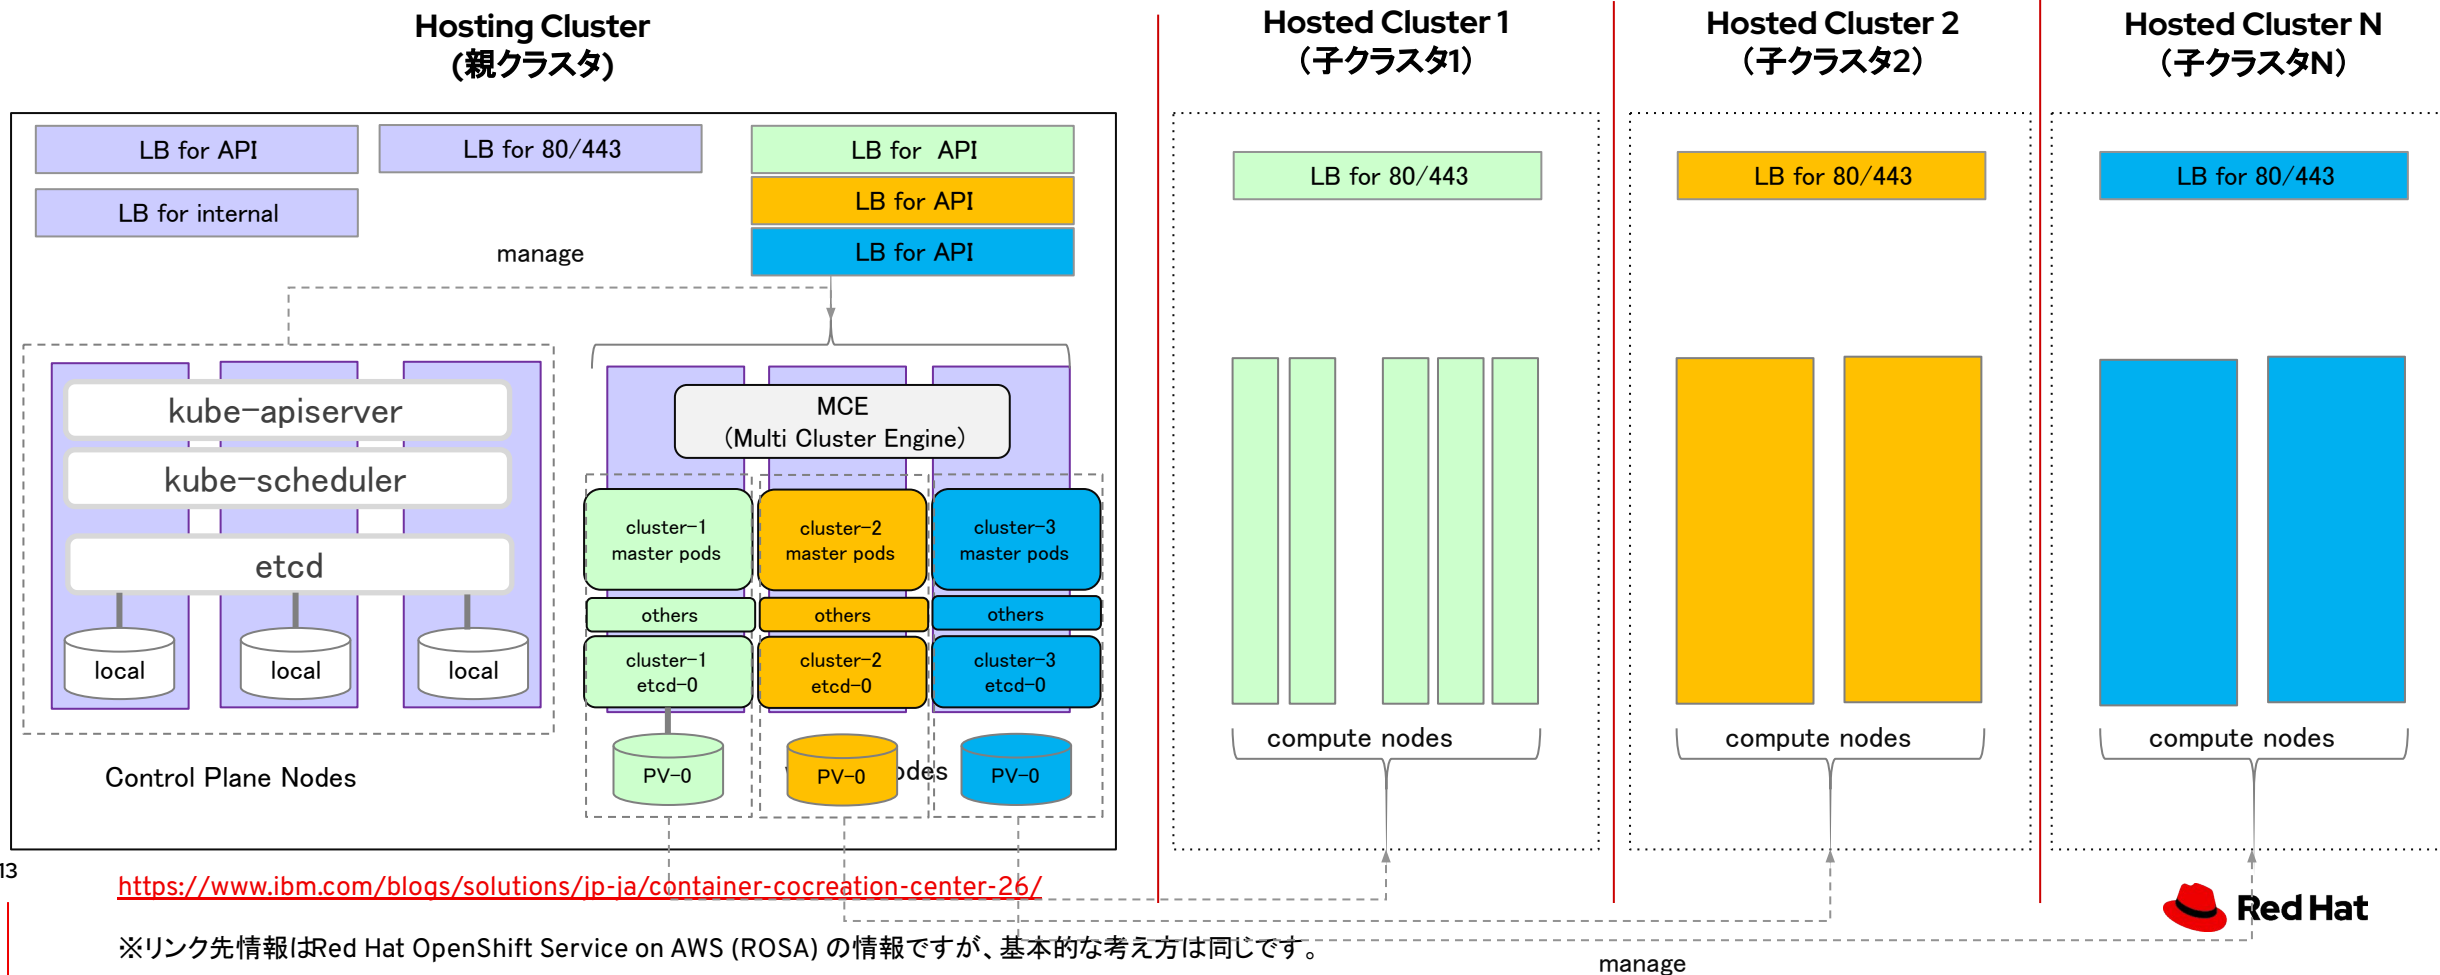 Hosting Cluster
(親クラスタ)
Hosted Cluster 1
(子クラスタ1)
Hosted Cluster 2
(子クラスタ2)
Hosted Cluster N
(子クラスタN)
LB for API
LB for 80/443
LB for API
LB for internal
LB for API
LB for API
manage
LB for 80/443
LB for 80/443
LB for 80/443
kube-apiserver
kube-scheduler
etcd
local
local
local
Control Plane Nodes
MCE
(Multi Cluster Engine)
cluster-1
master pods
cluster-2
master pods
cluster-3
master pods
others
others
others
cluster-1
etcd-0
cluster-2
etcd-0
cluster-3
etcd-0
PV-0
PV-0
PV-0
compute nodes
compute nodes
compute nodes
13
https://www.ibm.com/blogs/solutions/jp-ja/container-cocreation-center-26/
Red Hat
※リンク先情報はRed Hat OpenShift Service on AWS (ROSA) の情報ですが、基本的な考え方は同じです。
manage